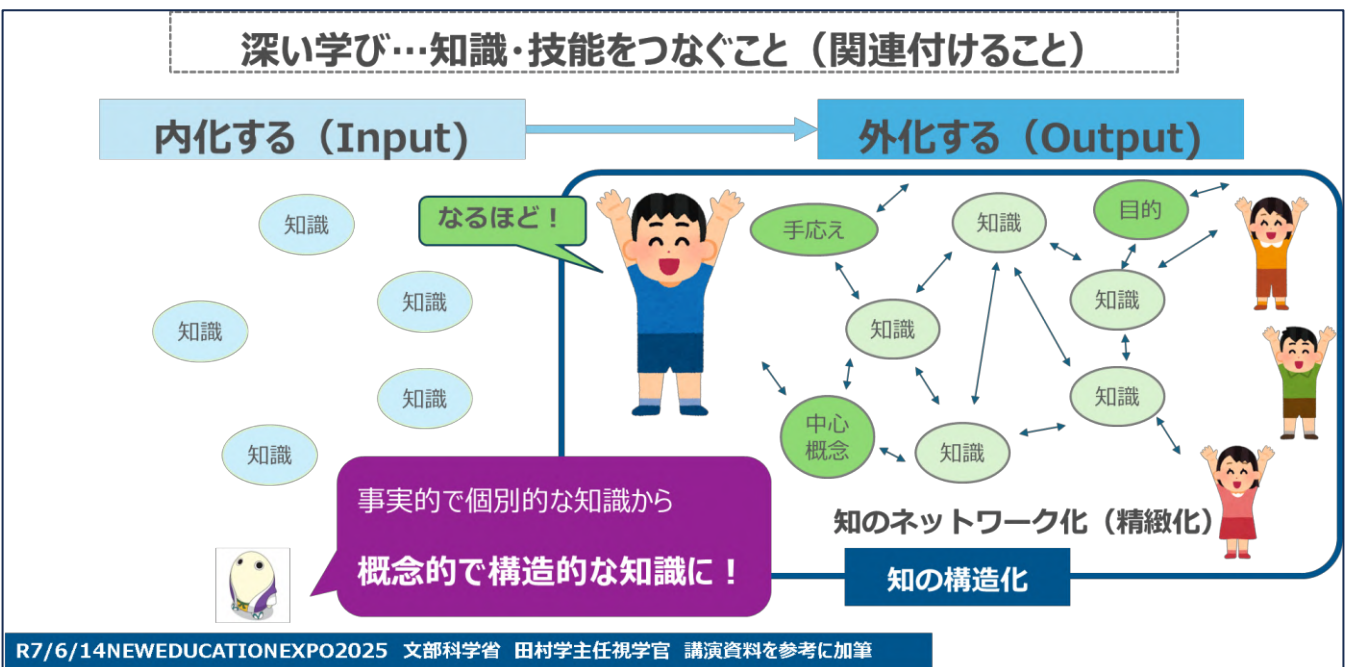 深い学び…知識・技能をつなぐこと（関連付けること）
内化する（Input)
外化する（Output)
知識
知識
知識
知識
知識
なるほど！
手応え
知識
目的
知識
知識
知識
中心
概念
知識
知のネットワーク化（精緻化）
知の構造化
事実的で個別的な知識から
概念的で構造的な知識に！
R7/6/14NEWEDUCATIONEXPO2025 文部科学省 田村学主任視学官 講演資料を参考に加筆